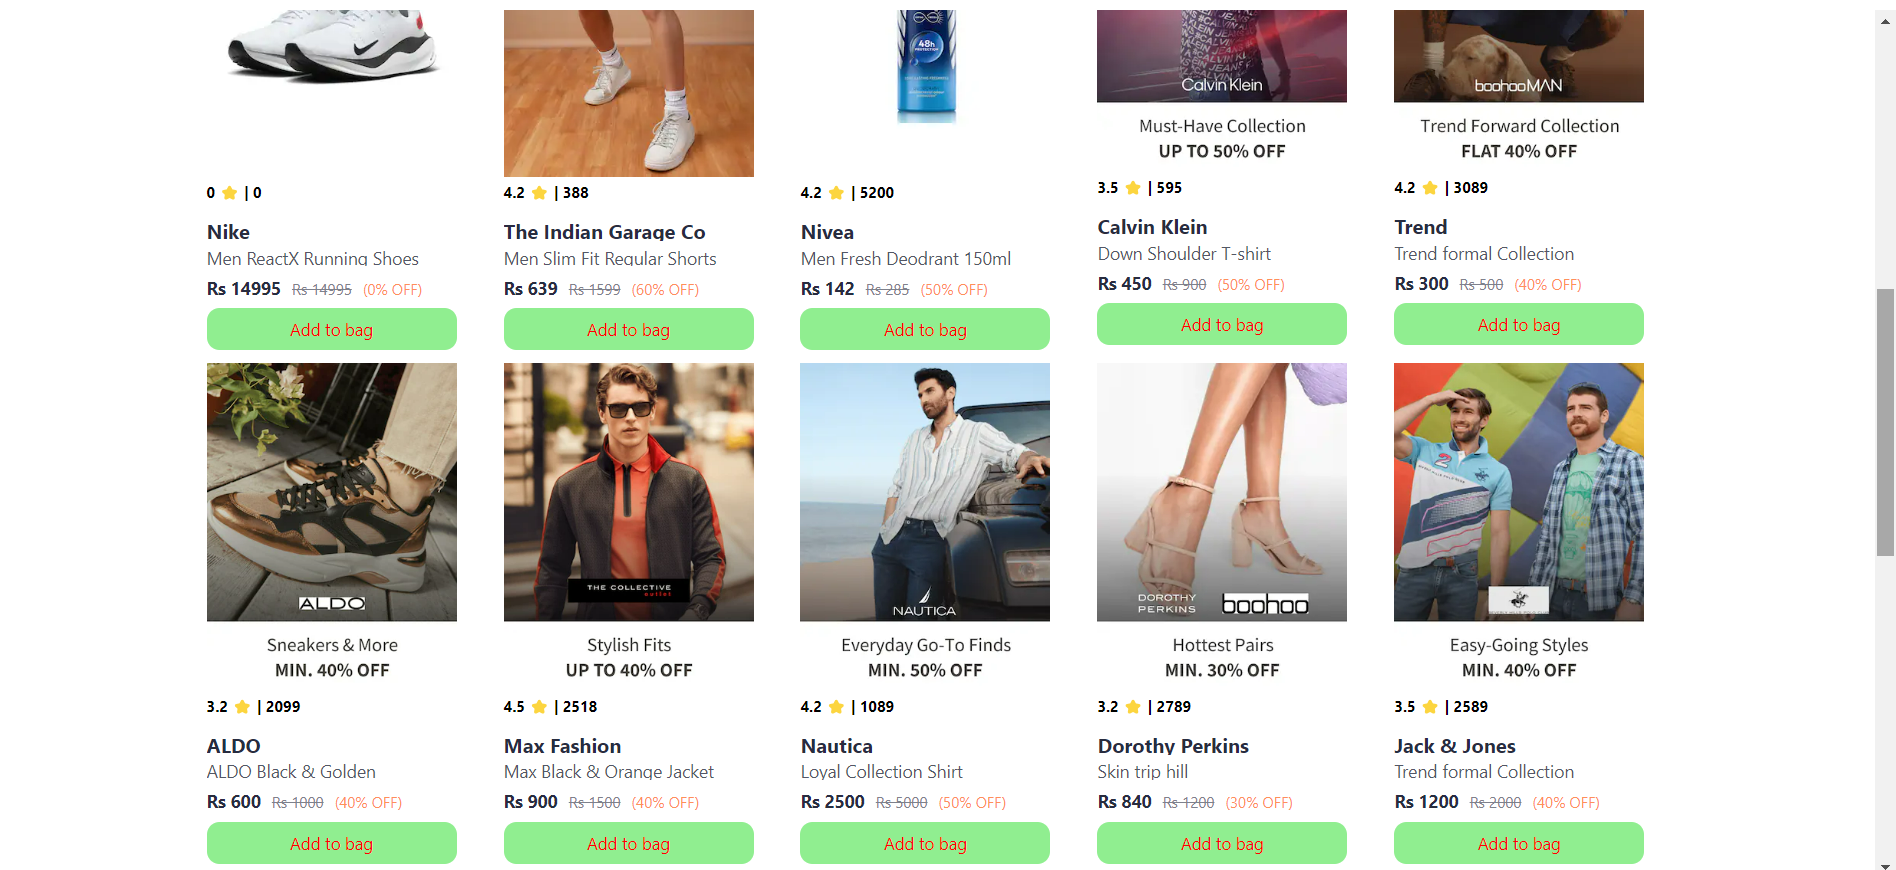 48h
PROTECTION
Calvin Klein
boohooMAN
Must-Have Collection
UP TO 50% OFF
Trend Forward Collection
FLAT 40% OFF
0 | 0
4.2 | 388
4.2 | 5200
3.5 | 595
4.2 | 3089
Nike
The Indian Garage Co
Nivea
Calvin Klein
Trend
Men ReactX Running Shoes
Men Slim Fit Regular Shorts
Men Fresh Deodrant 150ml
Down Shoulder T-shirt
Trend formal Collection
Rs 14995 Rs 14995 (0% OFF)
Rs 639 Rs 1599 (60% OFF)
Rs 142 Rs 285 (50% OFF)
Rs 450 Rs 900 (50% OFF)
Rs 300 Rs 500 (40% OFF)
Add to bag
Add to bag
Add to bag
Add to bag
Add to bag
ALDO
THE COLLECTIVE
outlet
NAUTICA
DOROTHY
PERKINS
boohoo
Sneakers & More
MIN. 40% OFF
Stylish Fits
UP TO 40% OFF
Everyday Go-To Finds
MIN. 50% OFF
Hottest Pairs
MIN. 30% OFF
Easy-Going Styles
MIN. 40% OFF
3.2 | 2099
4.5 | 2518
4.2 | 1089
3.2 | 2789
3.5 | 2589
ALDO
Max Fashion
Nautica
Dorothy Perkins
Jack & Jones
ALDO Black & Golden
Max Black & Orange Jacket
Loyal Collection Shirt
Skin trip hill
Trend formal Collection
Rs 600 Rs 1000 (40% OFF)
Rs 900 Rs 1500 (40% OFF)
Rs 2500 Rs 5000 (50% OFF)
Rs 840 Rs 1200 (30% OFF)
Rs 1200 Rs 2000 (40% OFF)
Add to bag
Add to bag
Add to bag
Add to bag
Add to bag